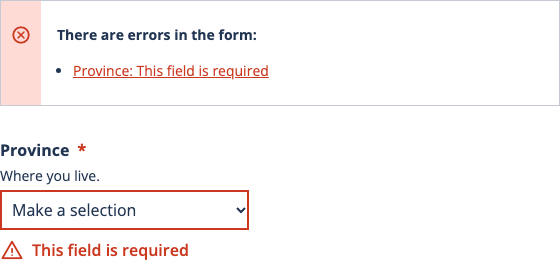 There are errors in the form:
Province: This field is required
Province *
Where you live.
Make a selection
This field is required